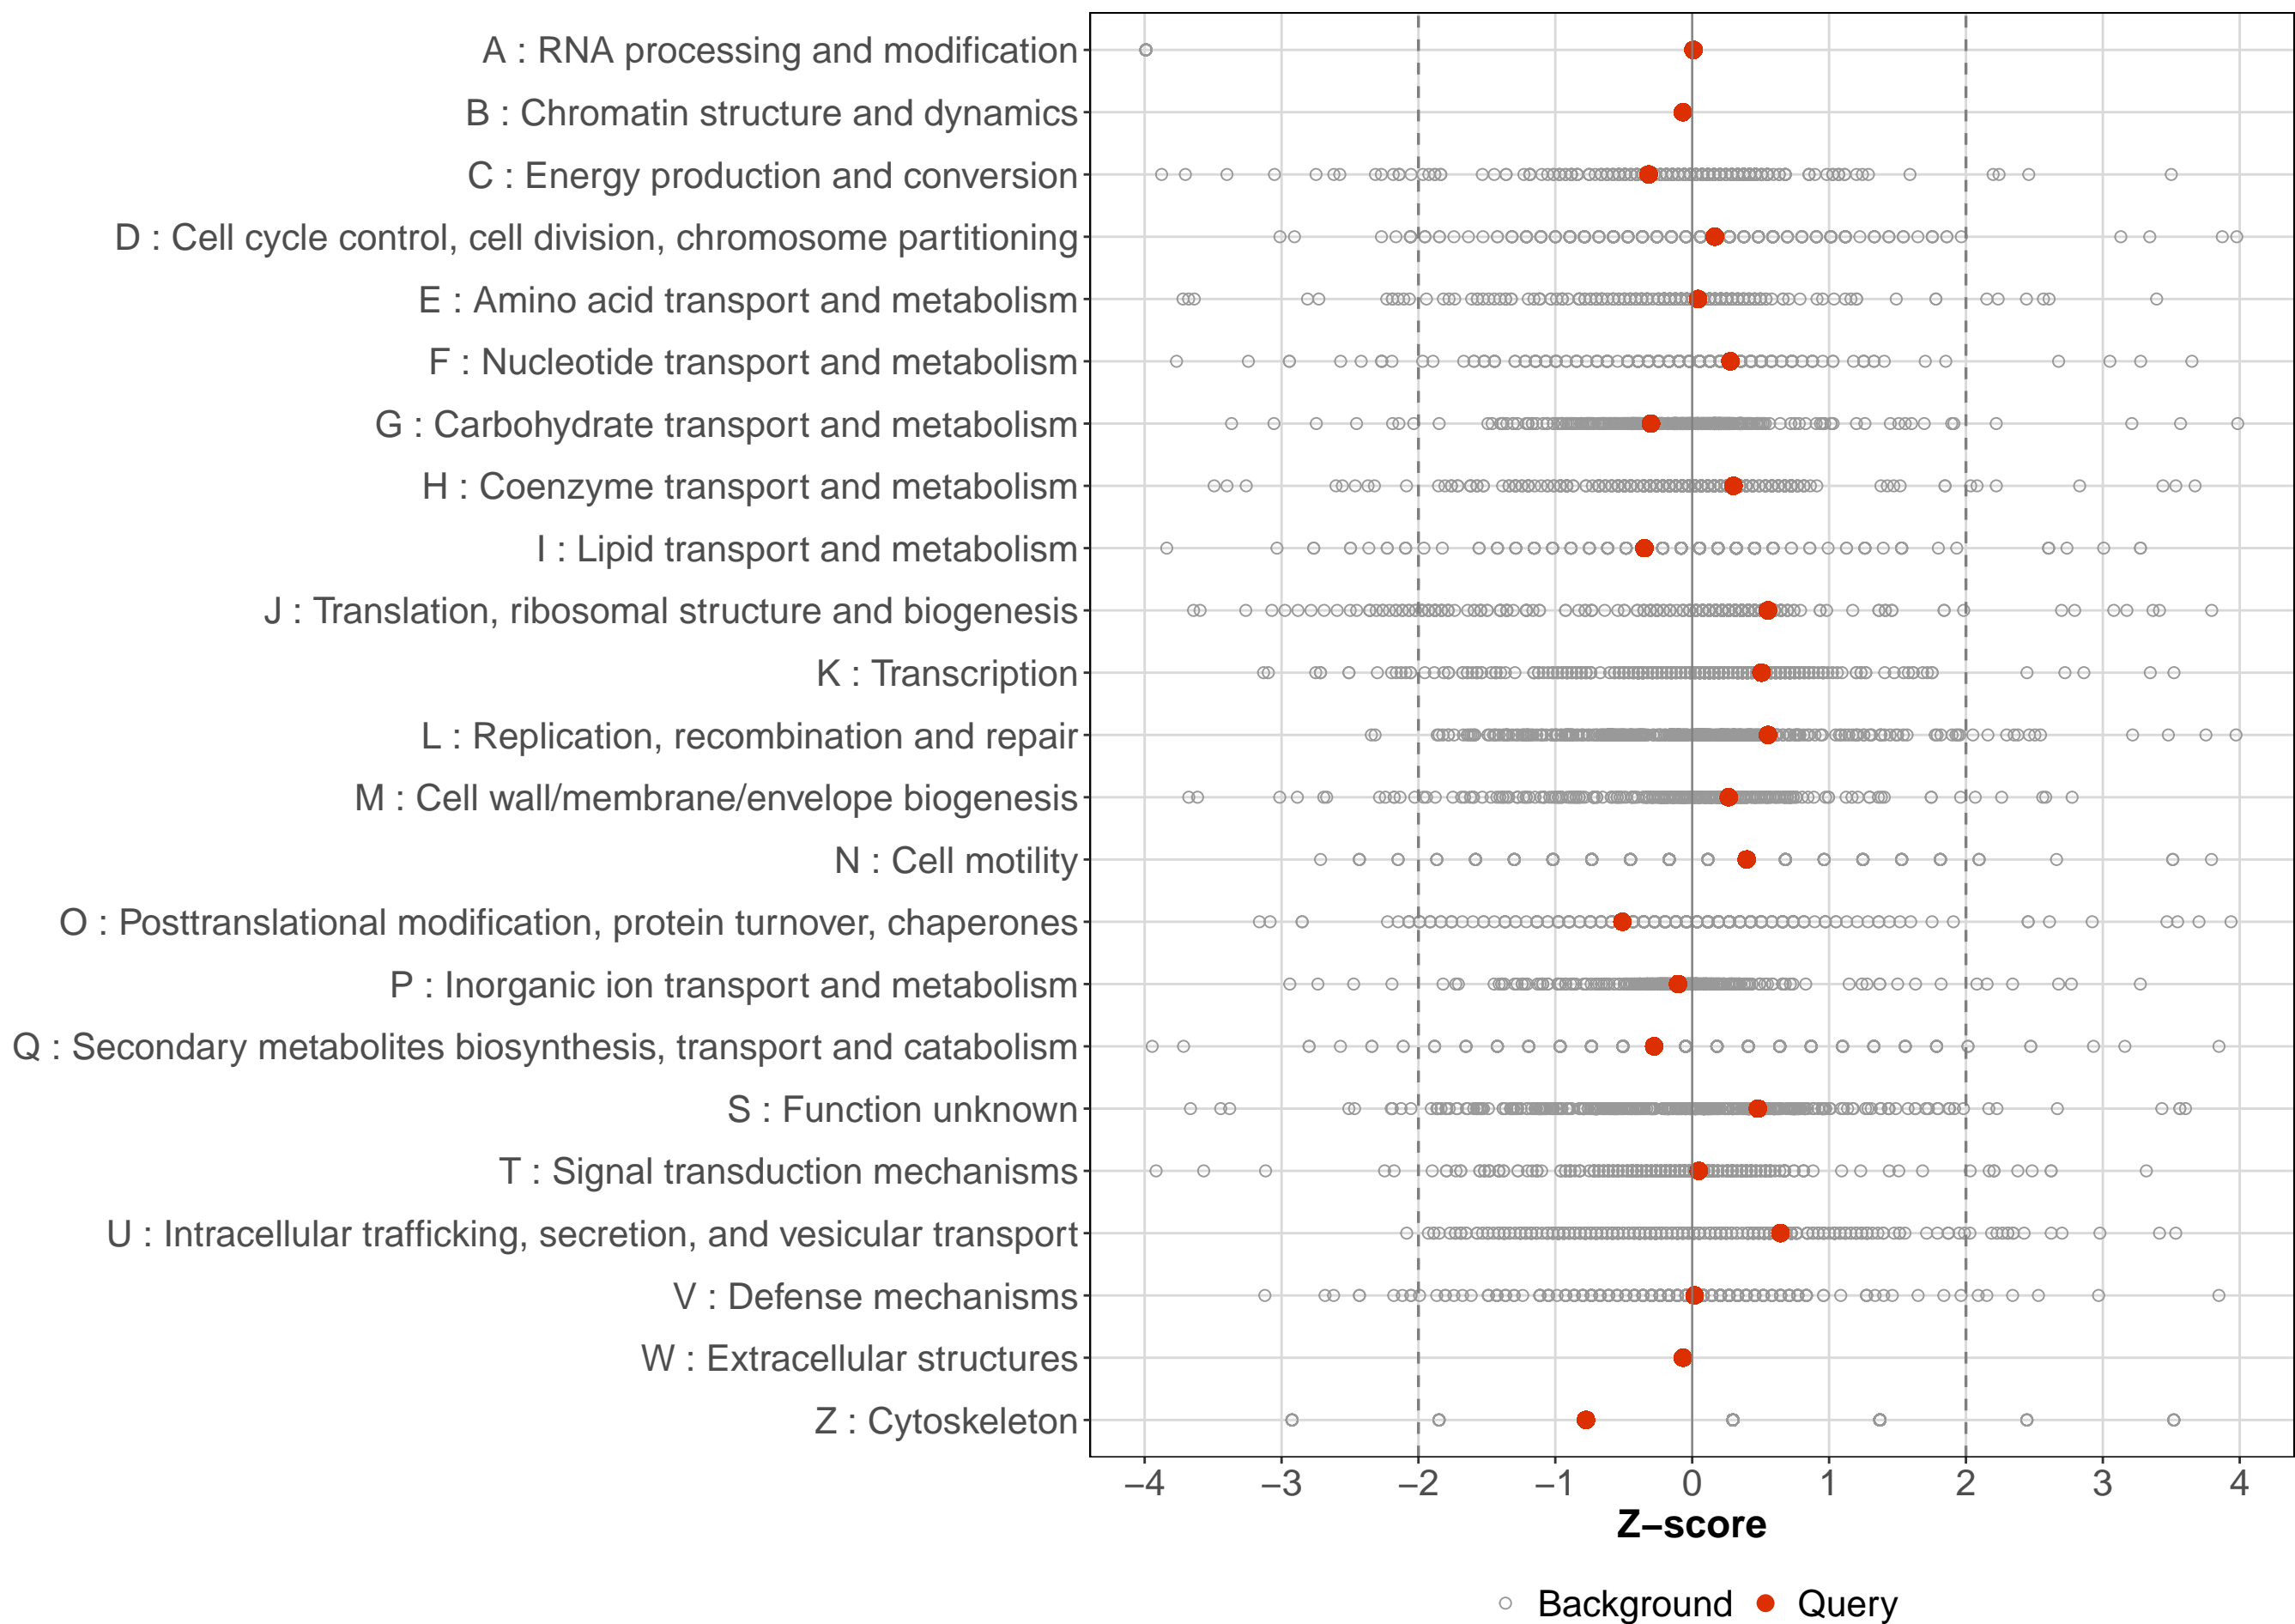 A : RNA processing and modification
B : Chromatin structure and dynamics
C : Energy production and conversion
D : Cell cycle control, cell division, chromosome partitioning
E : Amino acid transport and metabolism
F : Nucleotide transport and metabolism
G : Carbohydrate transport and metabolism
H : Coenzyme transport and metabolism
I : Lipid transport and metabolism
J : Translation, ribosomal structure and biogenesis
K : Transcription
L : Replication, recombination and repair
M : Cell wall/membrane/envelope biogenesis
N : Cell motility
O : Posttranslational modification, protein turnover, chaperones
P : Inorganic ion transport and metabolism
Q : Secondary metabolites biosynthesis, transport and catabolism
S : Function unknown
T : Signal transduction mechanisms
U : Intracellular trafficking, secretion, and vesicular transport
V : Defense mechanisms
W : Extracellular structures
Z : Cytoskeleton
−4 −3 −2 −1 0 1 2 3 4
Z−score
Background Query